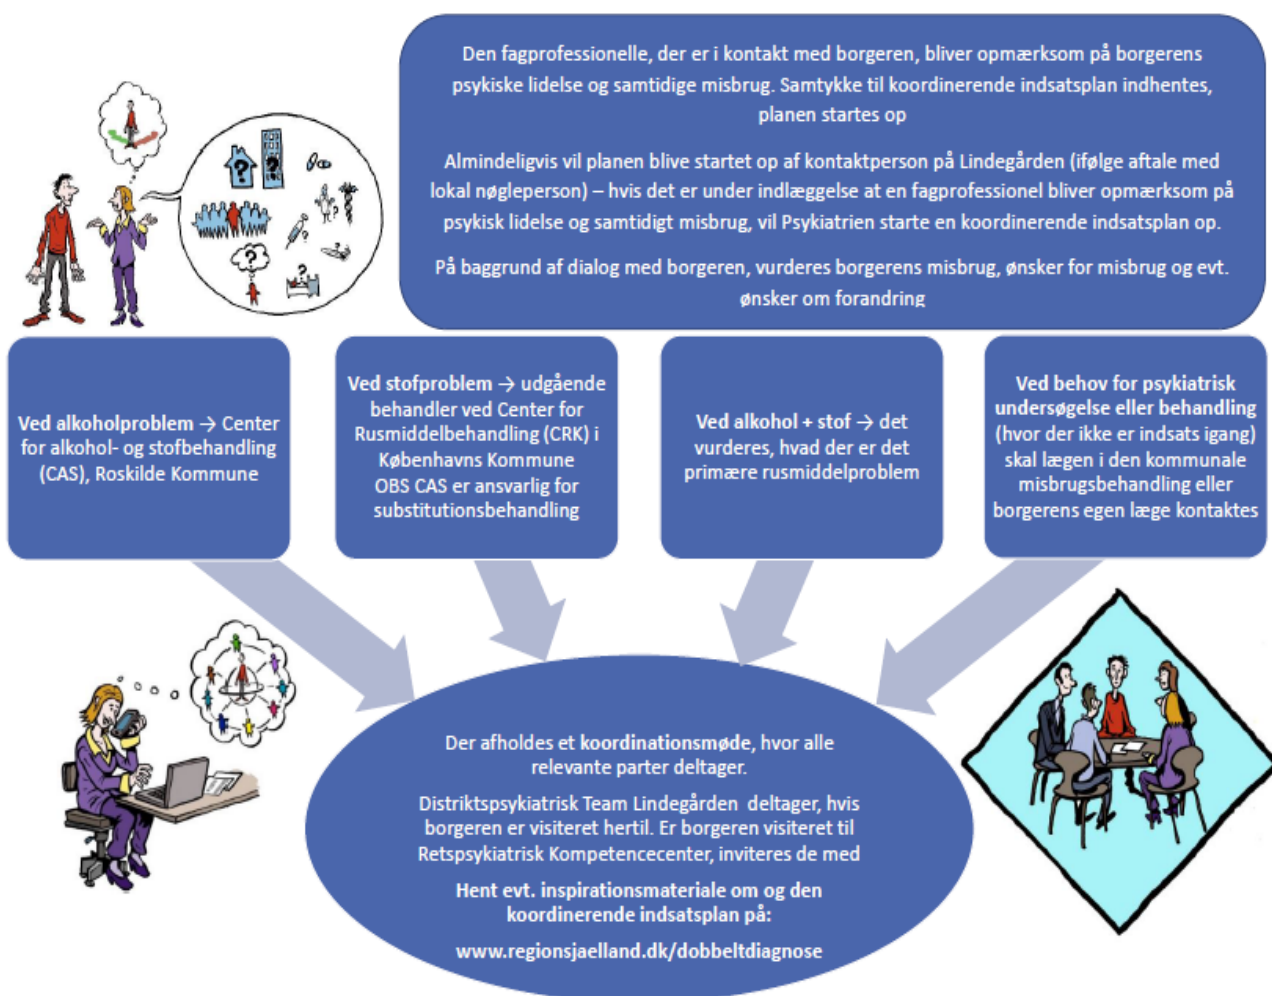 Den fagprofessionelle, der er i kontakt med borgeren, bliver opmærksom på borgerens
psykiske lidelse og samtidige misbrug. Samtykke til koordinerende indsatsplan indhentes,
planen startes op
Almindeligvis vil planen blive startet op af kontaktperson på Lindegården (ifølge aftale med
lokal nøgleperson) – hvis det er under indlæggelse at en fagprofessionel bliver opmærksom på
psykisk lidelse og samtidigt misbrug, vil Psykiatrien starte en koordinerende indsatsplan op.
På baggrund af dialog med borgeren, vurderes borgerens misbrug, ønsker for misbrug og evt.
ønsker om forandring
? ?
?
Ved alkoholproblem → Center
for alkohol- og stofbehandling
(CAS), Roskilde Kommune
Ved stofproblem → udgående
behandler ved Center for
Rusmiddelbehandling (CRK) i
Københavns Kommune
OBS CAS er ansvarlig for
substitutionsbehandling
Ved alkohol + stof → det
vurderes, hvad der er det
primære rusmiddelproblem
Ved behov for psykiatrisk
undersøgelse eller behandling
(hvor der ikke er indsats igang)
skal lægen i den kommunale
misbrugsbehandling eller
borgerens egen læge kontaktes
Der afholdes et koordinationsmøde, hvor alle
relevante parter deltager.
Distriktspsykiatrisk Team Lindegården deltager, hvis
borgeren er visiteret hertil. Er borgeren visiteret til
Retspsykiatrisk Kompetencecenter, inviteres de med
Hent evt. inspirationsmateriale om og den
koordinerende indsatsplan på:
www.regionsjaelland.dk/dobbeltdiagnose